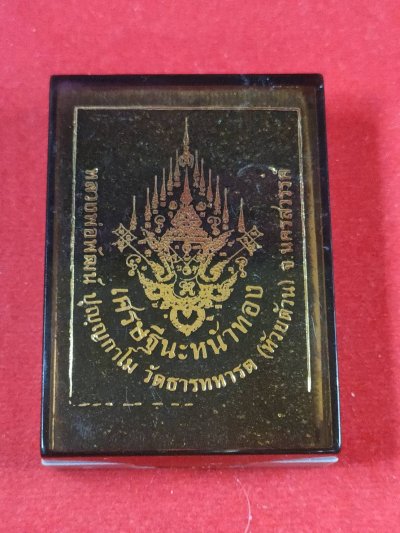 เศรษฐีนะหน้าทอง
หลวงพ่อพัฒน์ ปุญญกาโม วัดธารทหาร (ห้วยด้วน) จ.นครสวรรค์